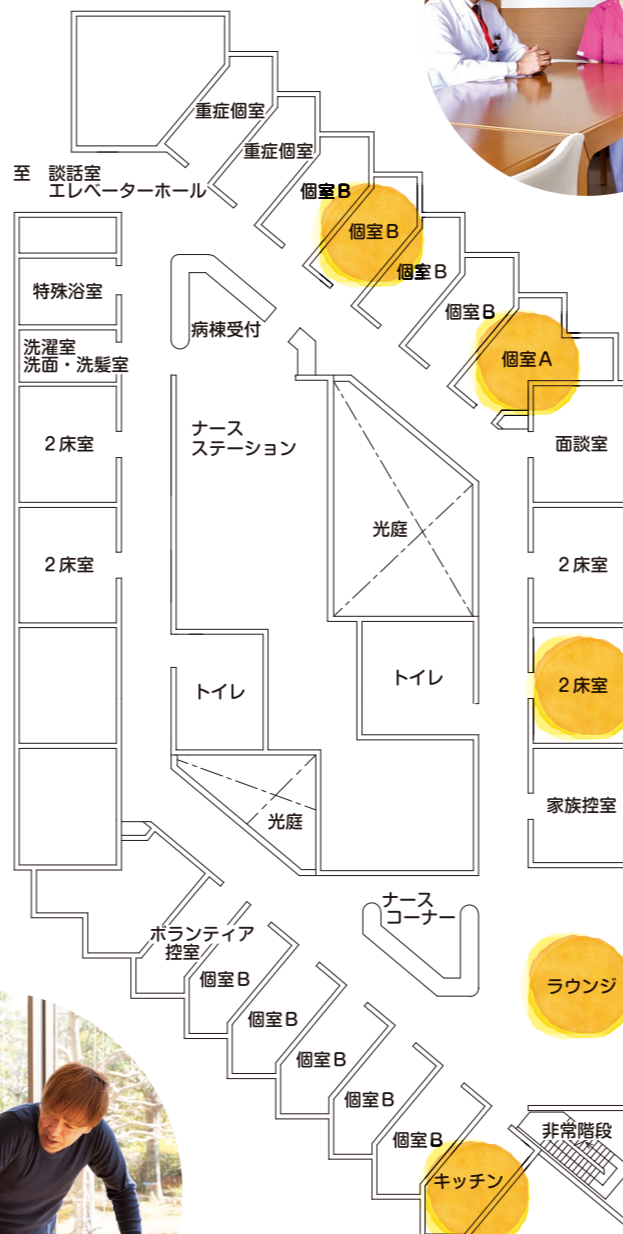 重症個室
重症個室
至 談話室
エレベーターホール
個室B
個室B
個室B
個室B
個室A
特殊浴室
病棟受付
洗濯室
洗面・洗髪室
2床室
ナース
ステーション
面談室
光庭
2床室
2床室
トイレ
トイレ
2床室
家族控室
光庭
ナース
コーナー
ボランティア
控室
個室B
個室B
個室B
個室B
個室B
ラウンジ
非常階段
キッチン